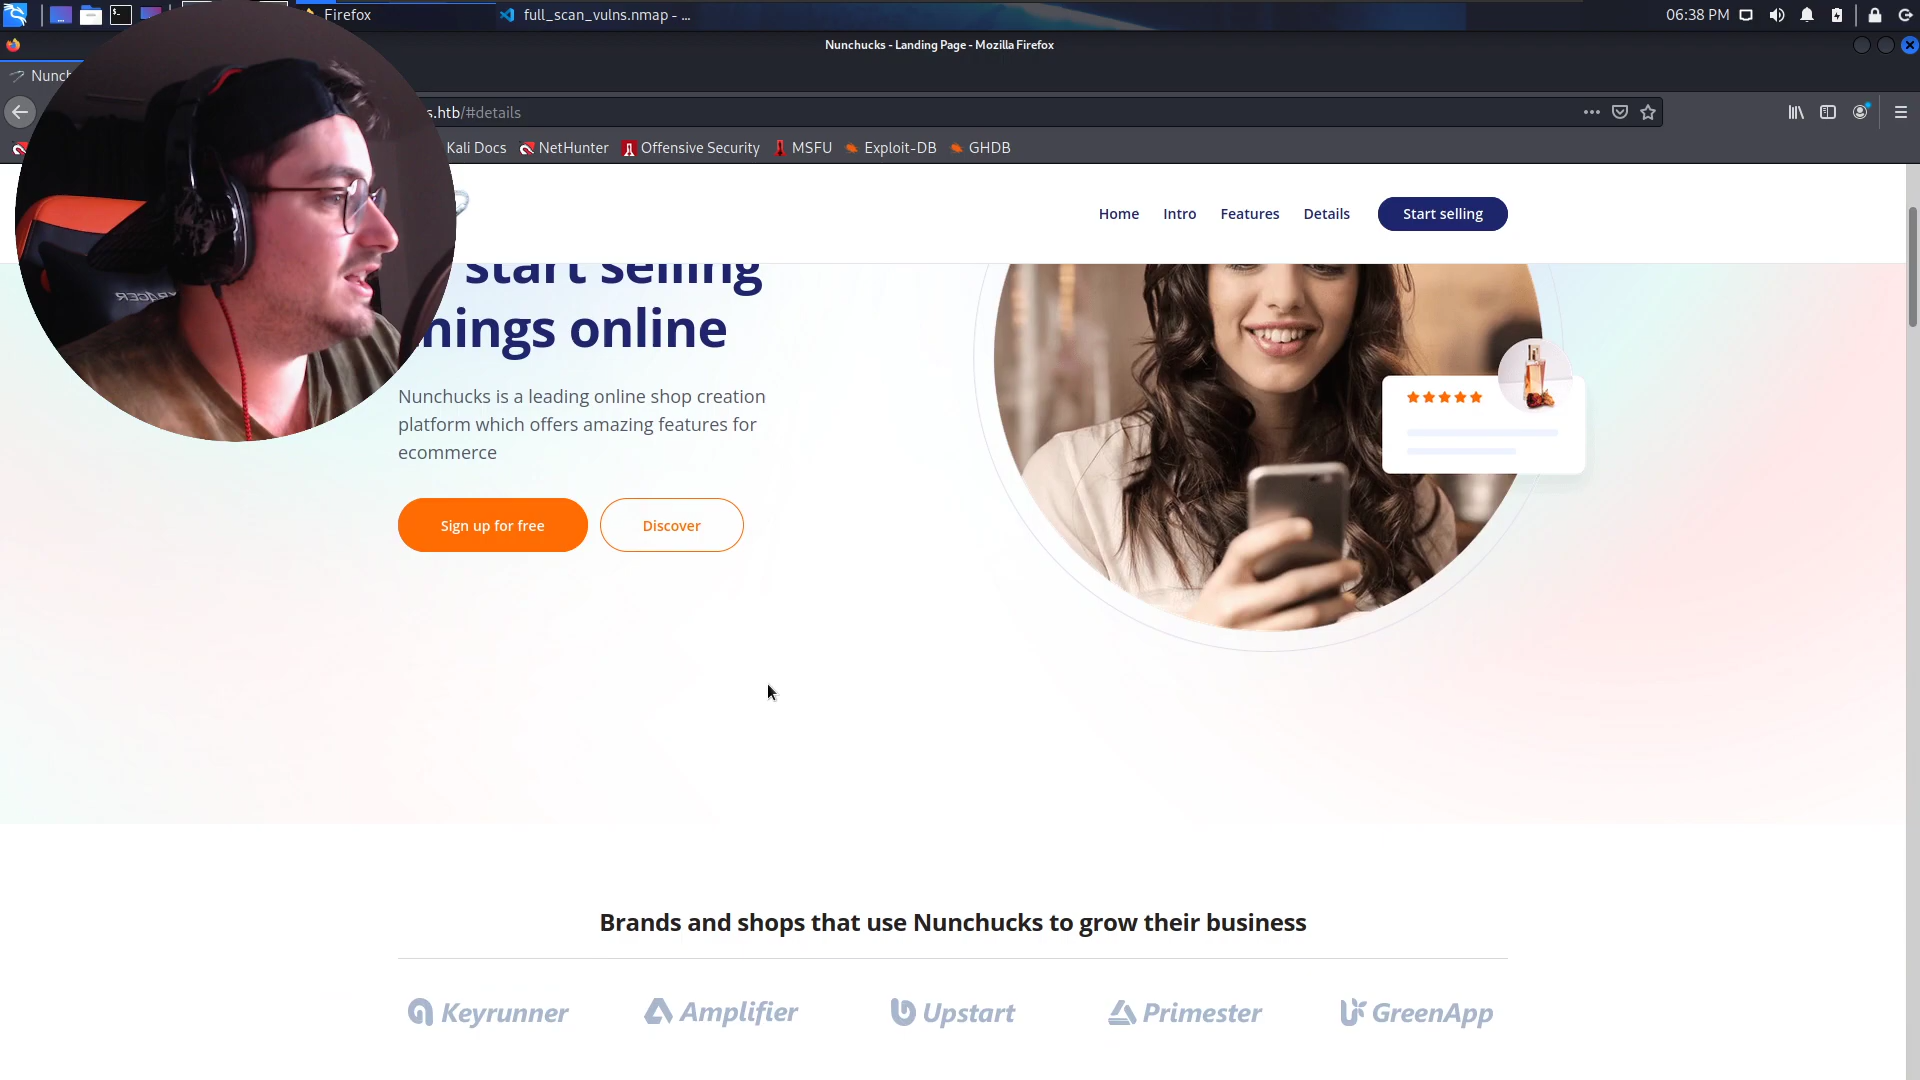 Firefox
full_scan_vulns.nmap - ...
06:38 PM
Nunchucks - Landing Page - Mozilla Firefox
Nunch
s.htb/#details
Kali Docs
NetHunter
Offensive Security
MSFU
Exploit-DB
GHDB
Home
Intro
Features
Details
Start selling
start selling
hings online
Nunchucks is a leading online shop creation
platform which offers amazing features for
ecommerce
Sign up for free
Discover
Brands and shops that use Nunchucks to grow their business
Keyrunner
Amplifier
Upstart
Primester
GreenApp